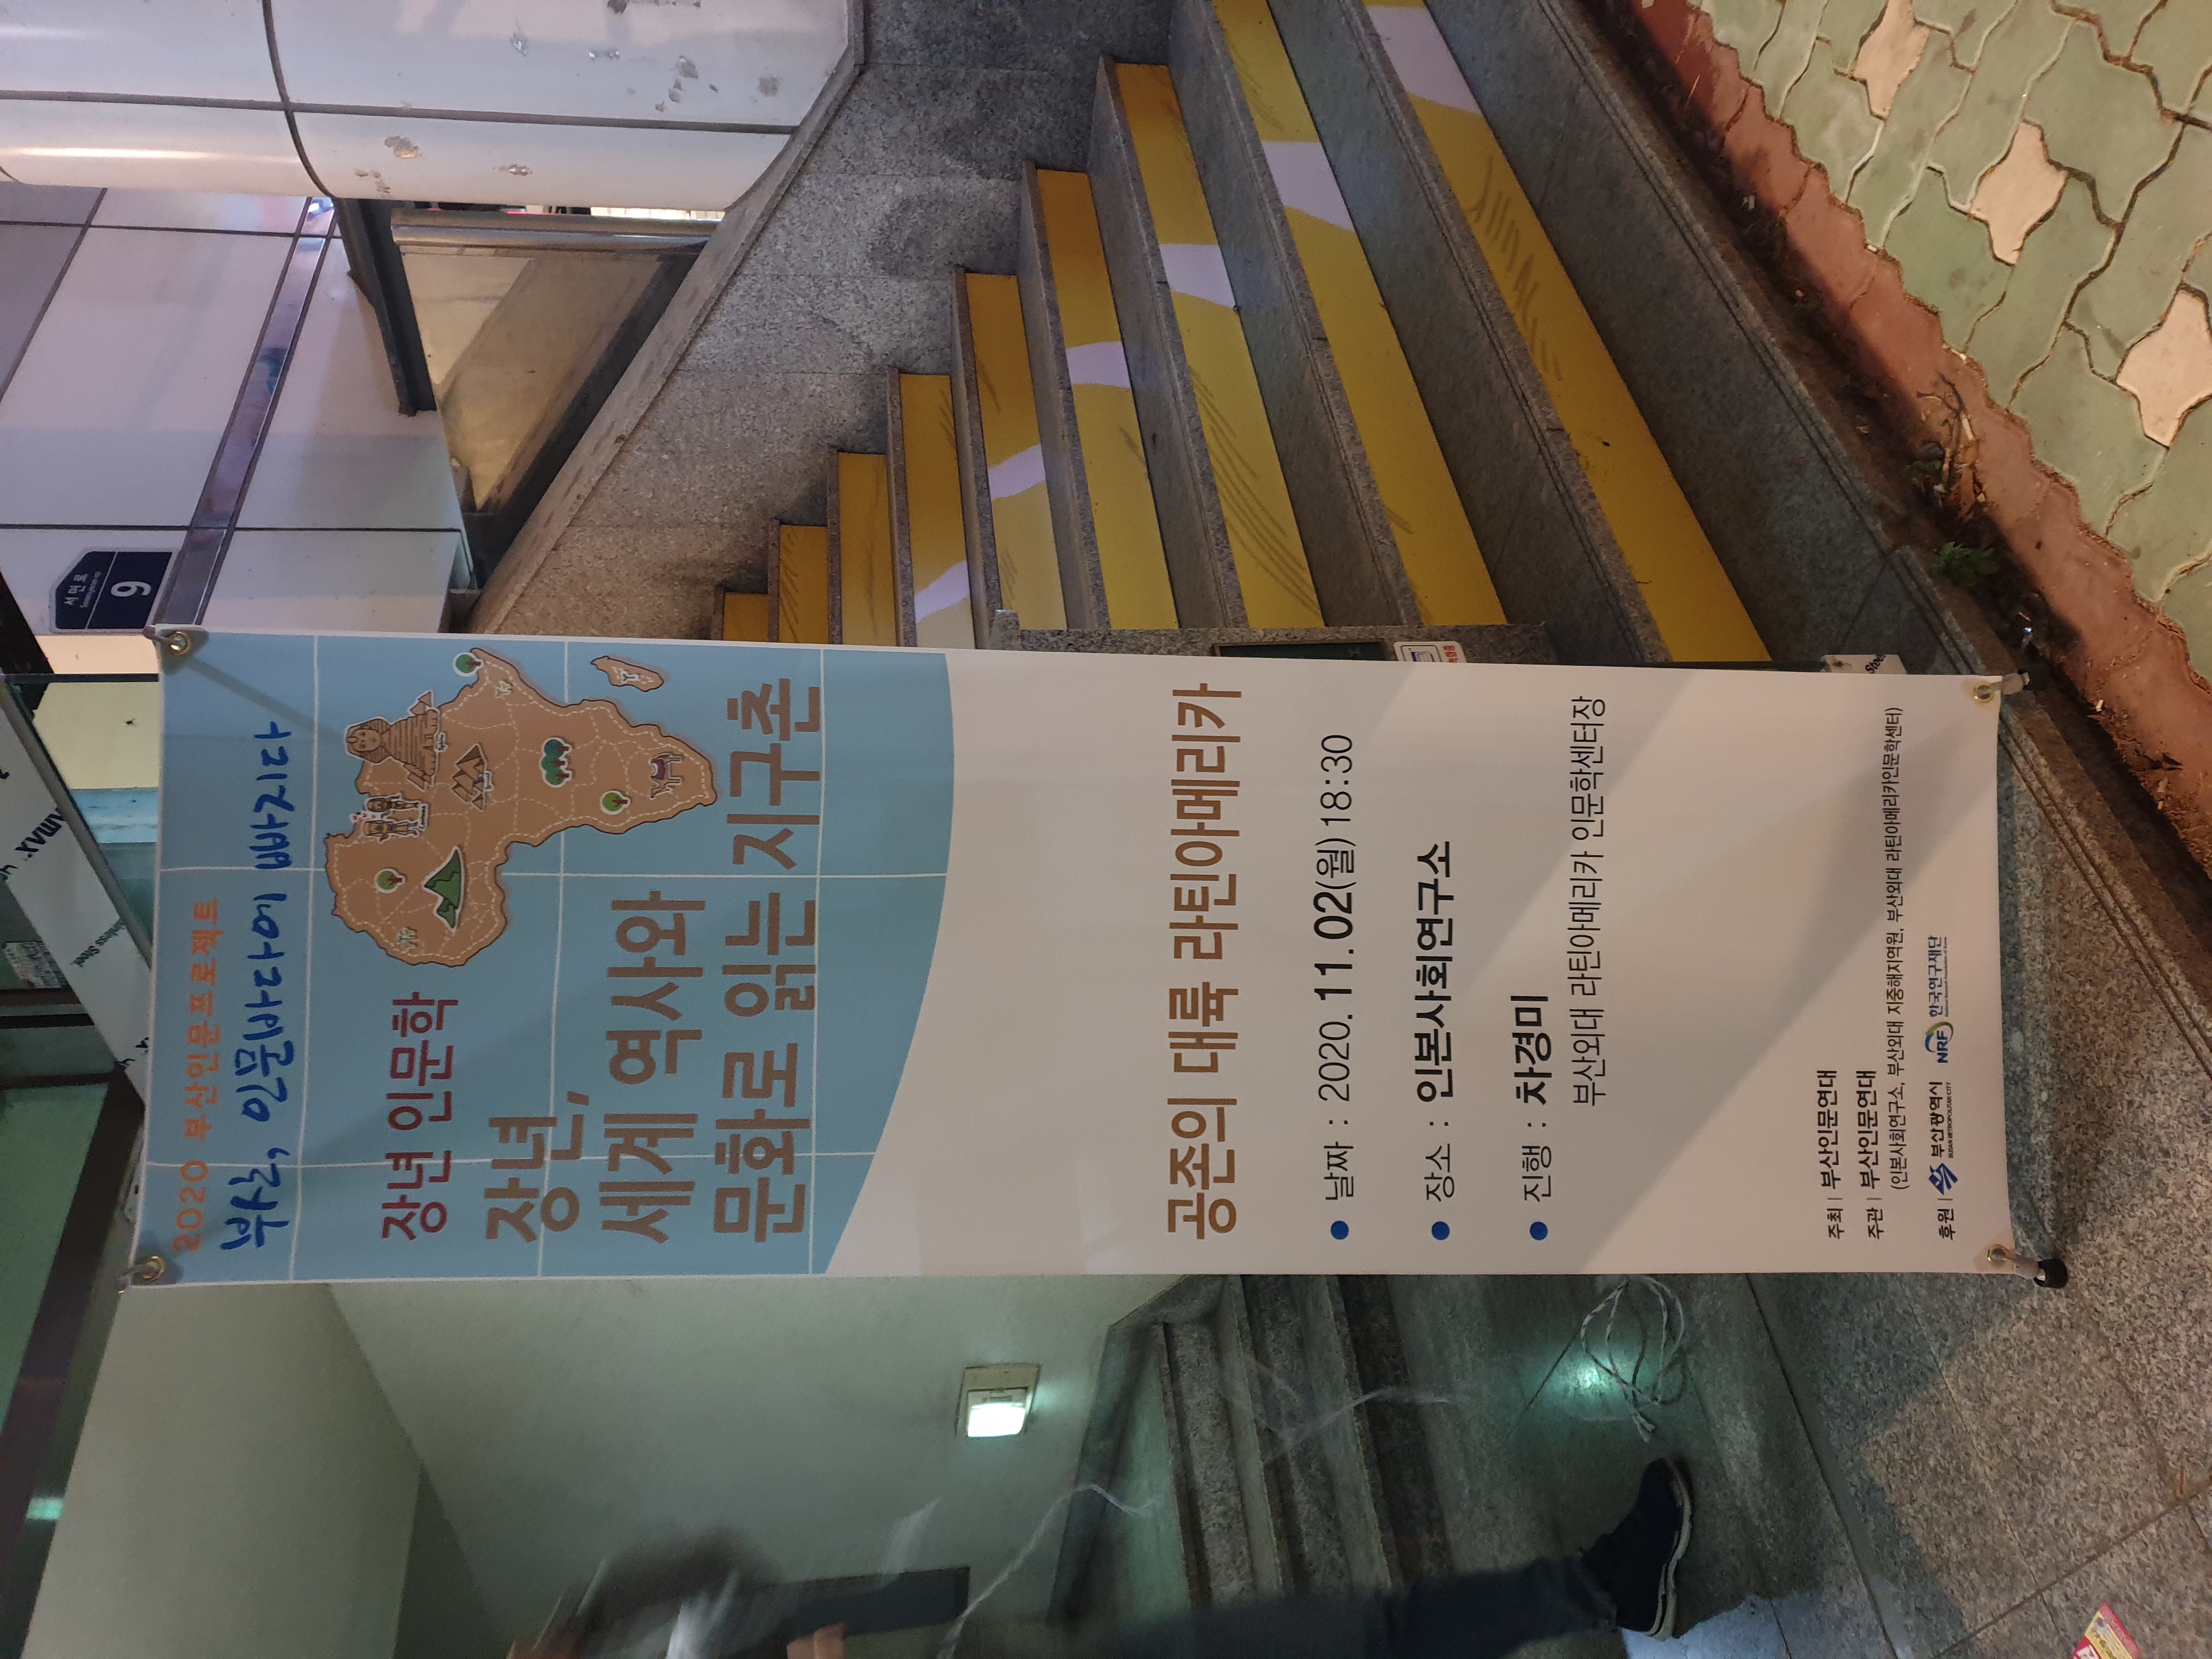 2020 부산인문프로젝트
부산, 인문바다에 빠지다
장년 인문학
장년,
세계 역사와
문화로 읽는 지구촌
공존의 대륙 라틴아메리카
● 날짜 : 2020. 11. 02(월) 18:30
● 장소 : 인본사회연구소
● 진행 : 차경미
부산외대 라틴아메리카 인문학센터장
주최 | 부산인문연대
주관 | 부산인문연대
(인본사회연구소, 부산외대 지중해지역원, 부산외대 라틴아메리카인문학센터)
후원 | 부산광역시 NRF 한국연구재단
BUSAN METROPOLITAN CITY
서면로
9